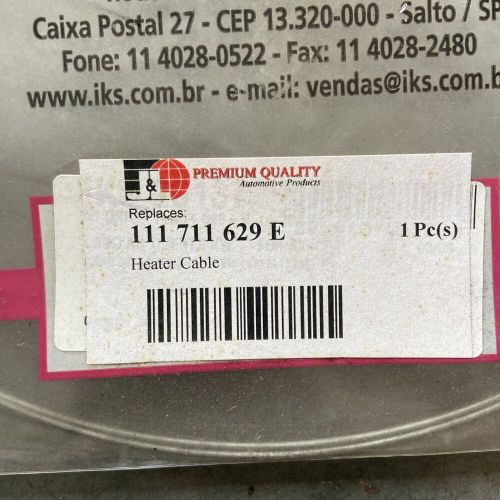 Caixa Postal 27 - CEP 13.320-000 - Salto / SP
Fone: 11 4028-0522 - Fax: 11 4028-2480
www.iks.com.br - e-mail: vendas@iks.com.br
J&L PREMIUM QUALITY
Automotive Products
Replaces:
111 711 629 E 1 Pc(s)
Heater Cable